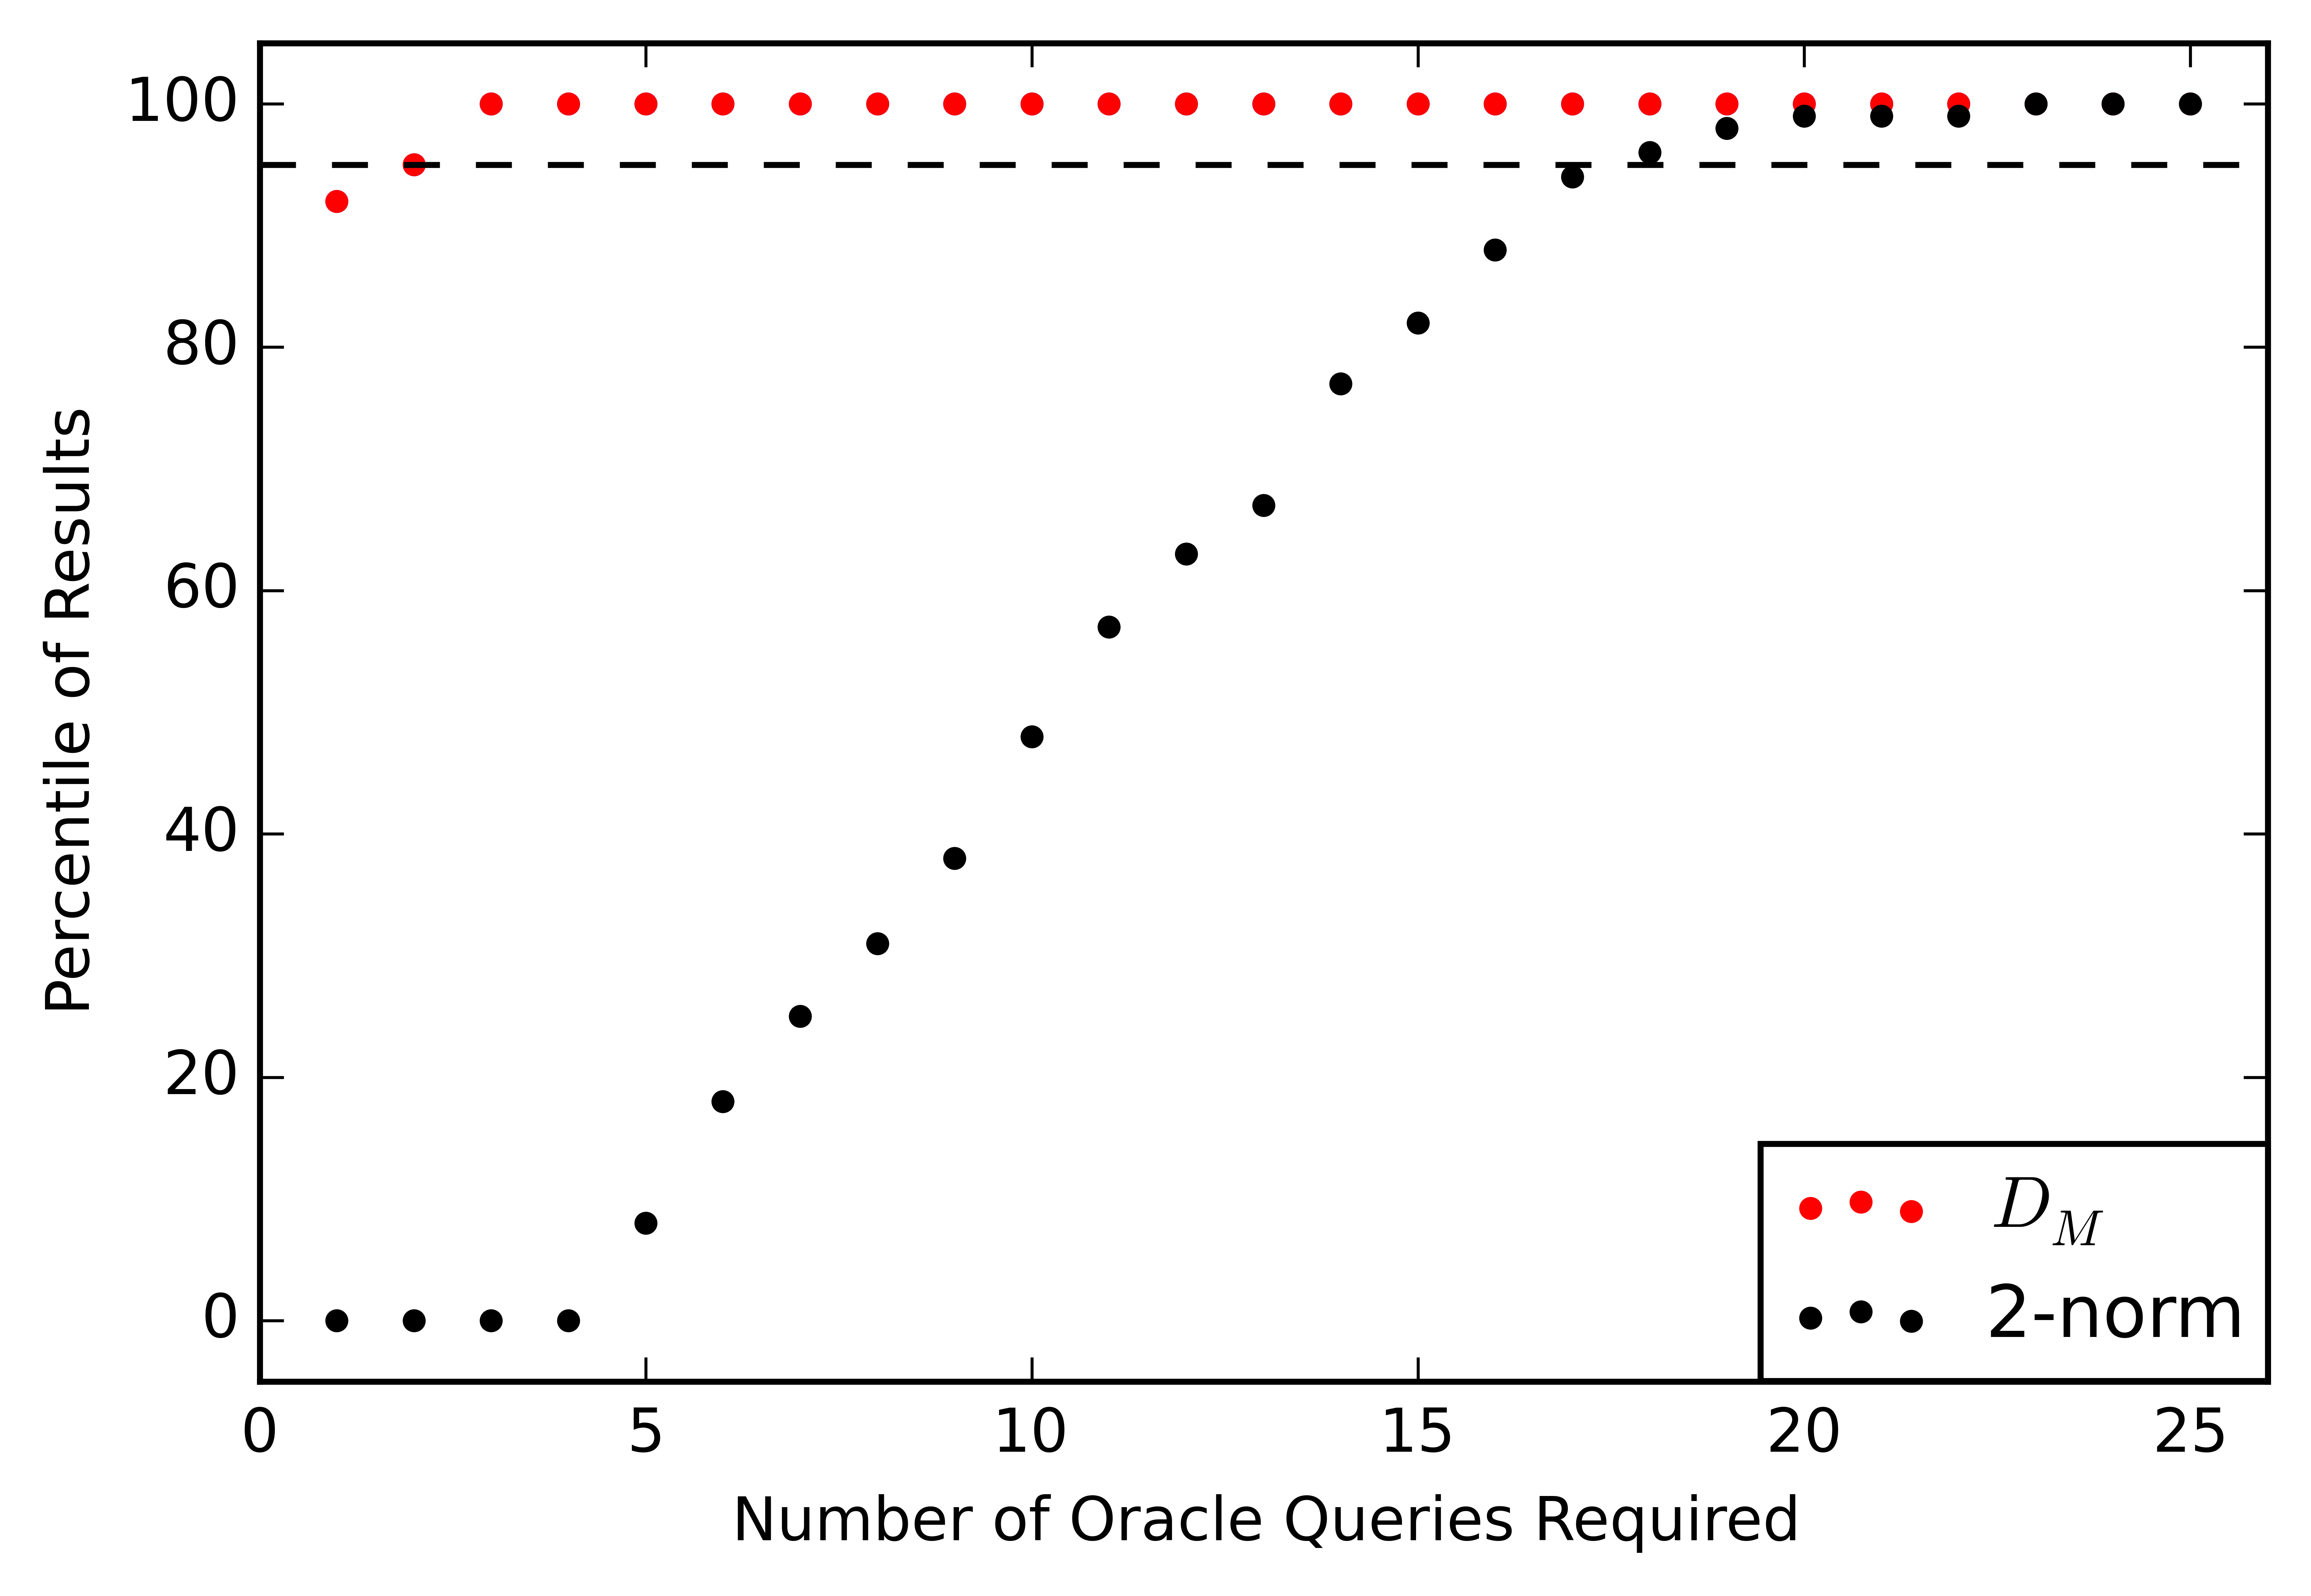 100
80
60
40
20
0
Percentile of Results
0 5 10 15 20 25
Number of Oracle Queries Required
D_M
2-norm